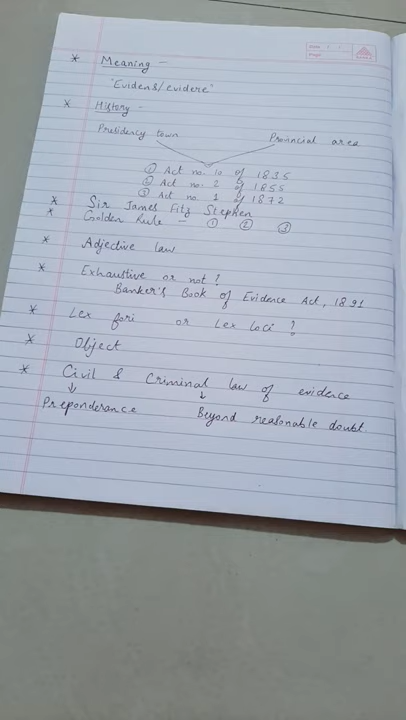 * Meaning -
"Evidens/evidere"
* History -
Presidency town Provincial area
① Act no. 10 of 1835
② Act no. 2 of 1855
③ Act no. 1 of 1872
* Sir James Fitz Stephen
* Golden Rule - ① ② ③
* Adjective law
* Exhaustive or not?
Banker's Book of Evidence Act, 1891
* Lex fori or Lex Loci?
* Object
* Civil & Criminal law of evidence
↓ ↓
Preponderance Beyond reasonable doubt.